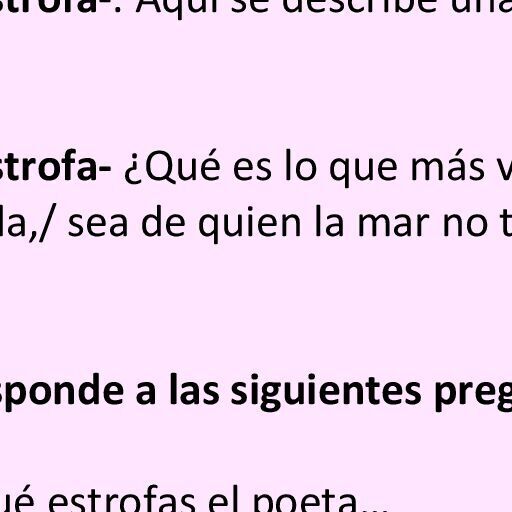 strofa-. Aquí se describe una
strofa- ¿Qué es lo que más v
la,/ sea de quien la mar no t
sponde a las siguientes preg
ué estrofas el poeta…